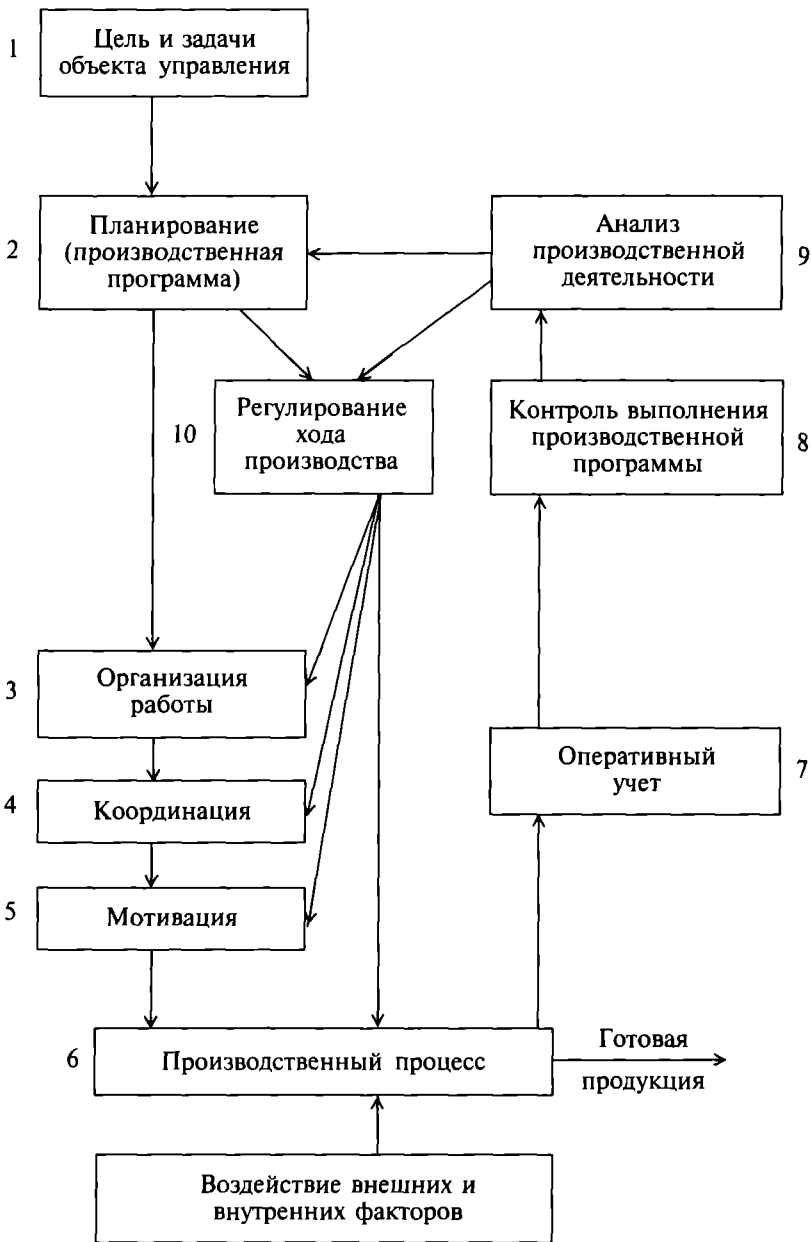 1
Цель и задачи
объекта управления
2
Планирование
(производственная
программа)
Анализ
производственной
деятельности
9
10
Регулирование
хода
производства
Контроль выполнения
производственной
программы
8
3
Организация
работы
Оперативный
учет
7
4
Координация
5
Мотивация
6
Производственный процесс
Готовая
продукция
Воздействие внешних и
внутренних факторов